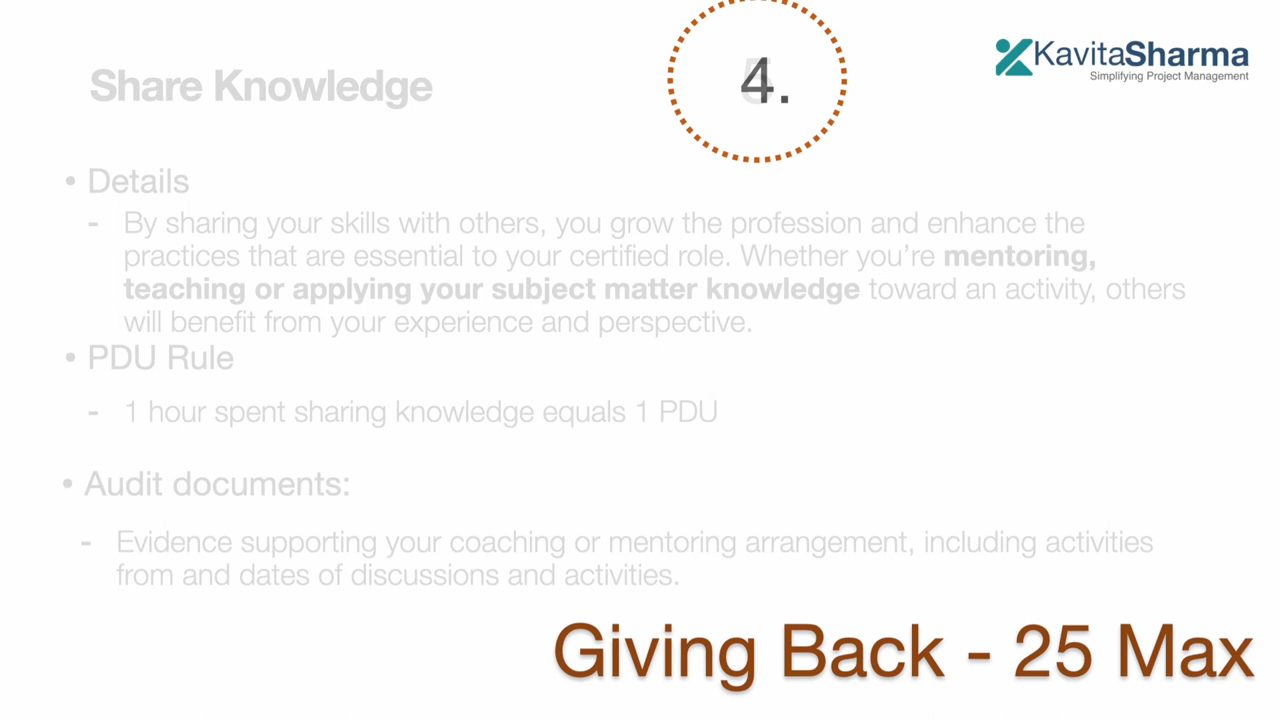 Share Knowledge
4.
KavitaSharma
Simplifying Project Management
• Details
- By sharing your skills with others, you grow the profession and enhance the
practices that are essential to your certified role. Whether you’re mentoring,
teaching or applying your subject matter knowledge toward an activity, others
will benefit from your experience and perspective.
• PDU Rule
- 1 hour spent sharing knowledge equals 1 PDU
• Audit documents:
- Evidence supporting your coaching or mentoring arrangement, including activities
from and dates of discussions and activities.
Giving Back - 25 Max